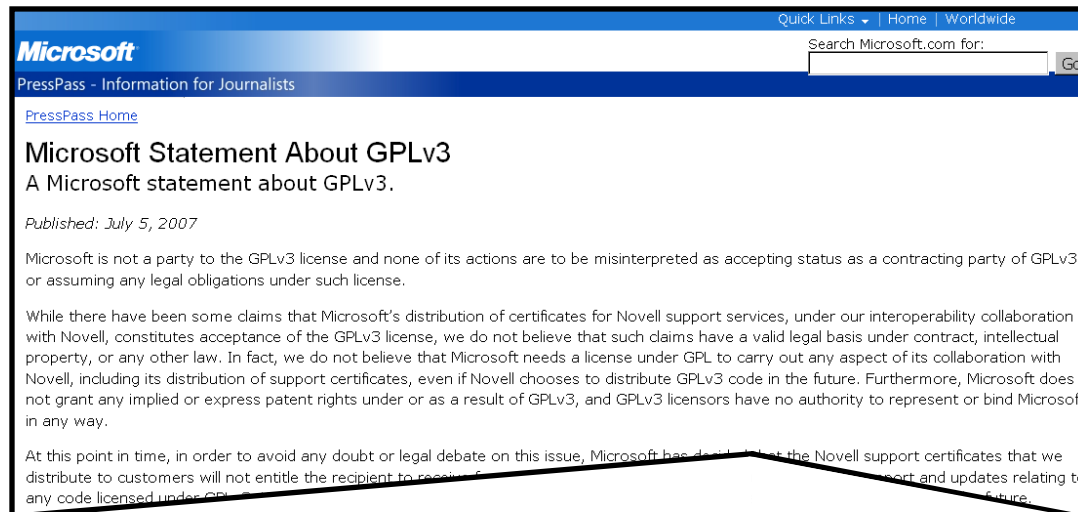 Quick Links | Home | Worldwide
Microsoft
Search Microsoft.com for:
PressPass - Information for Journalists
PressPass Home
Microsoft Statement About GPLv3
A Microsoft statement about GPLv3.
Published: July 5, 2007
Microsoft is not a party to the GPLv3 license and none of its actions are to be misinterpreted as accepting status as a contracting party of GPLv3
or assuming any legal obligations under such license.
While there have been some claims that Microsoft's distribution of certificates for Novell support services, under our interoperability collaboration
with Novell, constitutes acceptance of the GPLv3 license, we do not believe that such claims have a valid legal basis under contract, intellectual
property, or any other law. In fact, we do not believe that Microsoft needs a license under GPL to carry out any aspect of its collaboration with
Novell, including its distribution of support certificates, even if Novell chooses to distribute GPLv3 code in the future. Furthermore, Microsoft does
not grant any implied or express patent rights under or as a result of GPLv3, and GPLv3 licensors have no authority to represent or bind Microsof
in any way.
At this point in time, in order to avoid any doubt or legal debate on this issue, Microsoft has the Novell support certificates that we
distribute to customers will not entitle the recipient to and updates relating
any code licensed under future.